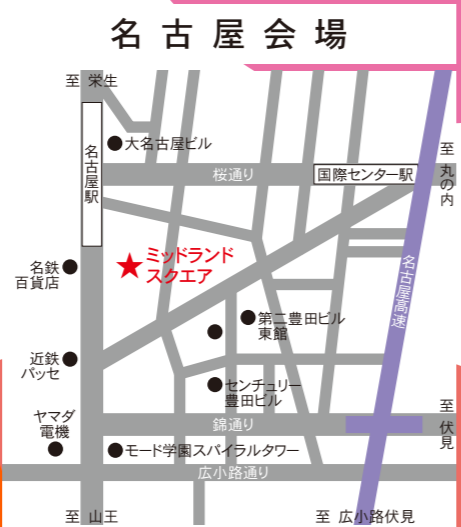 名古屋会場
至 栄生
大名古屋ビル
名古屋駅
桜通り
国際センター駅
至 丸の内
ミッドランド
スクエア
名鉄
百貨店
名古屋高速
第二豊田ビル
東館
近鉄
パッセ
センチュリー
豊田ビル
ヤマダ
電機
錦通り
至 伏見
モード学園スパイラルタワー
広小路通り
至 山王
至 広小路伏見